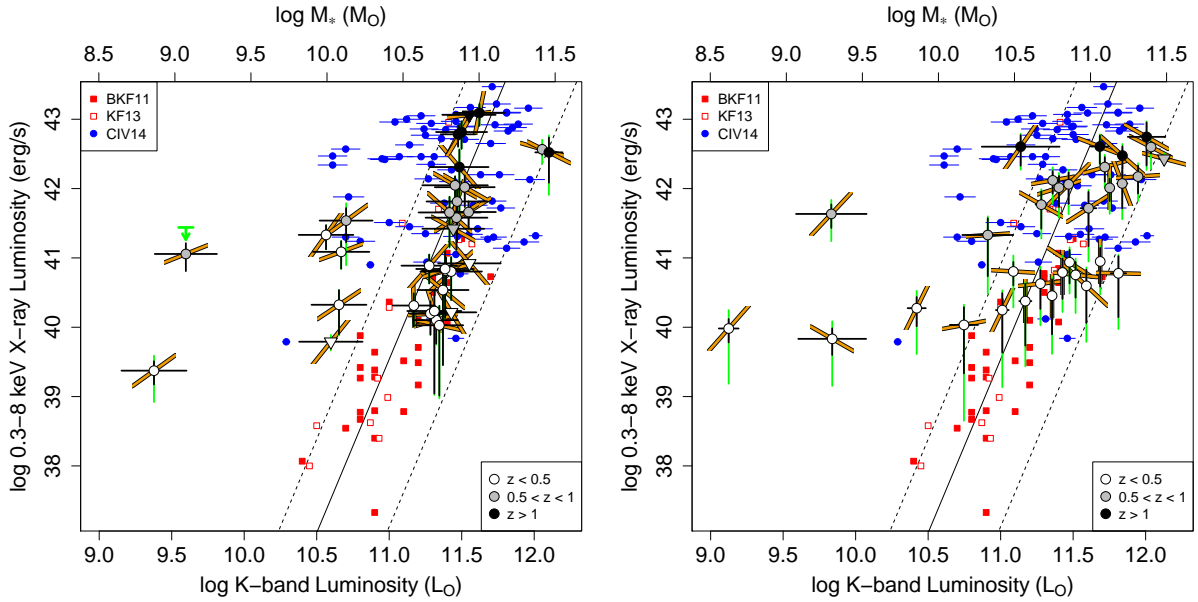 log M* (MO)
log M* (MO)
8.5 9.0 9.5 10.0 10.5 11.0 11.5
8.5 9.0 9.5 10.0 10.5 11.0 11.5
BKF11
KF13
CIV14
BKF11
KF13
CIV14
log 0.3−8 keV X−ray Luminosity (erg/s)
43
42
41
40
39
38
log 0.3−8 keV X−ray Luminosity (erg/s)
43
42
41
40
39
38
z < 0.5
0.5 < z < 1
z > 1
z < 0.5
0.5 < z < 1
z > 1
9.0 9.5 10.0 10.5 11.0 11.5 12.0
9.0 9.5 10.0 10.5 11.0 11.5 12.0
log K−band Luminosity (LO)
log K−band Luminosity (LO)